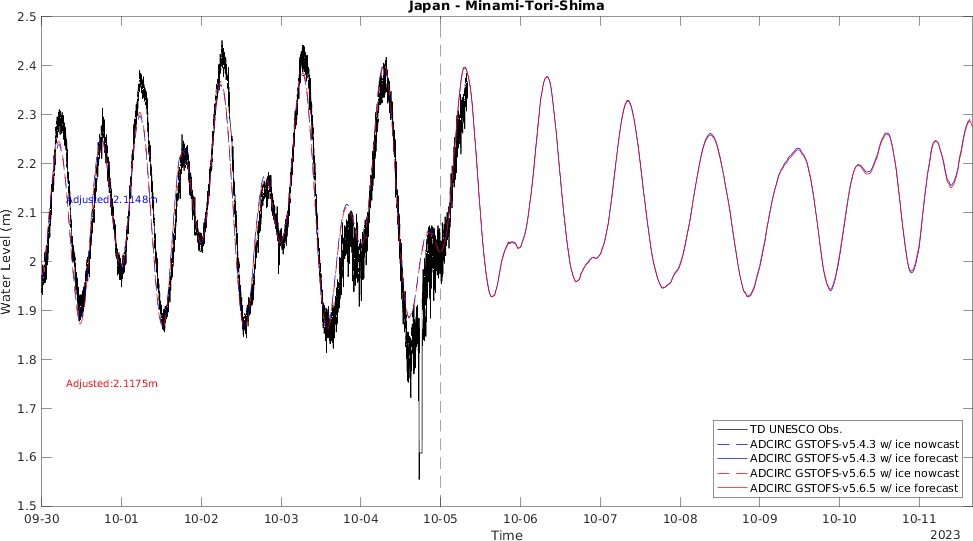 Japan - Minami-Tori-Shima
2.5
2.4
2.3
2.2
2.1
2
1.9
1.8
1.7
1.6
1.5
Water Level (m)
Adjusted:2.1148m
Adjusted:2.1175m
TD UNESCO Obs.
ADCIRC GSTOFS-v5.4.3 w/ ice nowcast
ADCIRC GSTOFS-v5.4.3 w/ ice forecast
ADCIRC GSTOFS-v5.6.5 w/ ice nowcast
ADCIRC GSTOFS-v5.6.5 w/ ice forecast
09-30 10-01 10-02 10-03 10-04 10-05 10-06 10-07 10-08 10-09 10-10 10-11
Time
2023